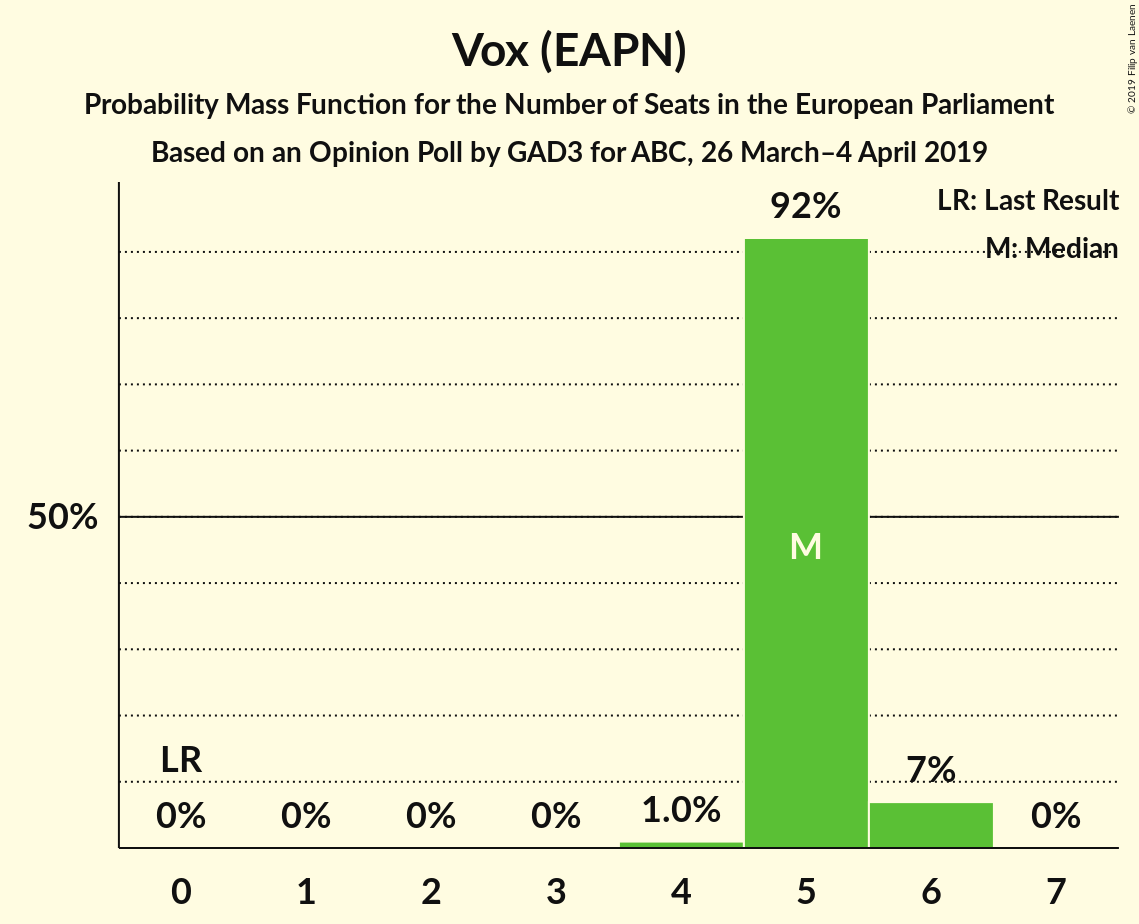 Vox (EAPN)
Probability Mass Function for the Number of Seats in the European Parliament
Based on an Opinion Poll by GAD3 for ABC, 26 March–4 April 2019
© 2019 Filip van Laenen
LR: Last Result
M: Median
92%
50%
M
LR
7%
0% 0% 0% 0% 1.0% 0%
0 1 2 3 4 5 6 7